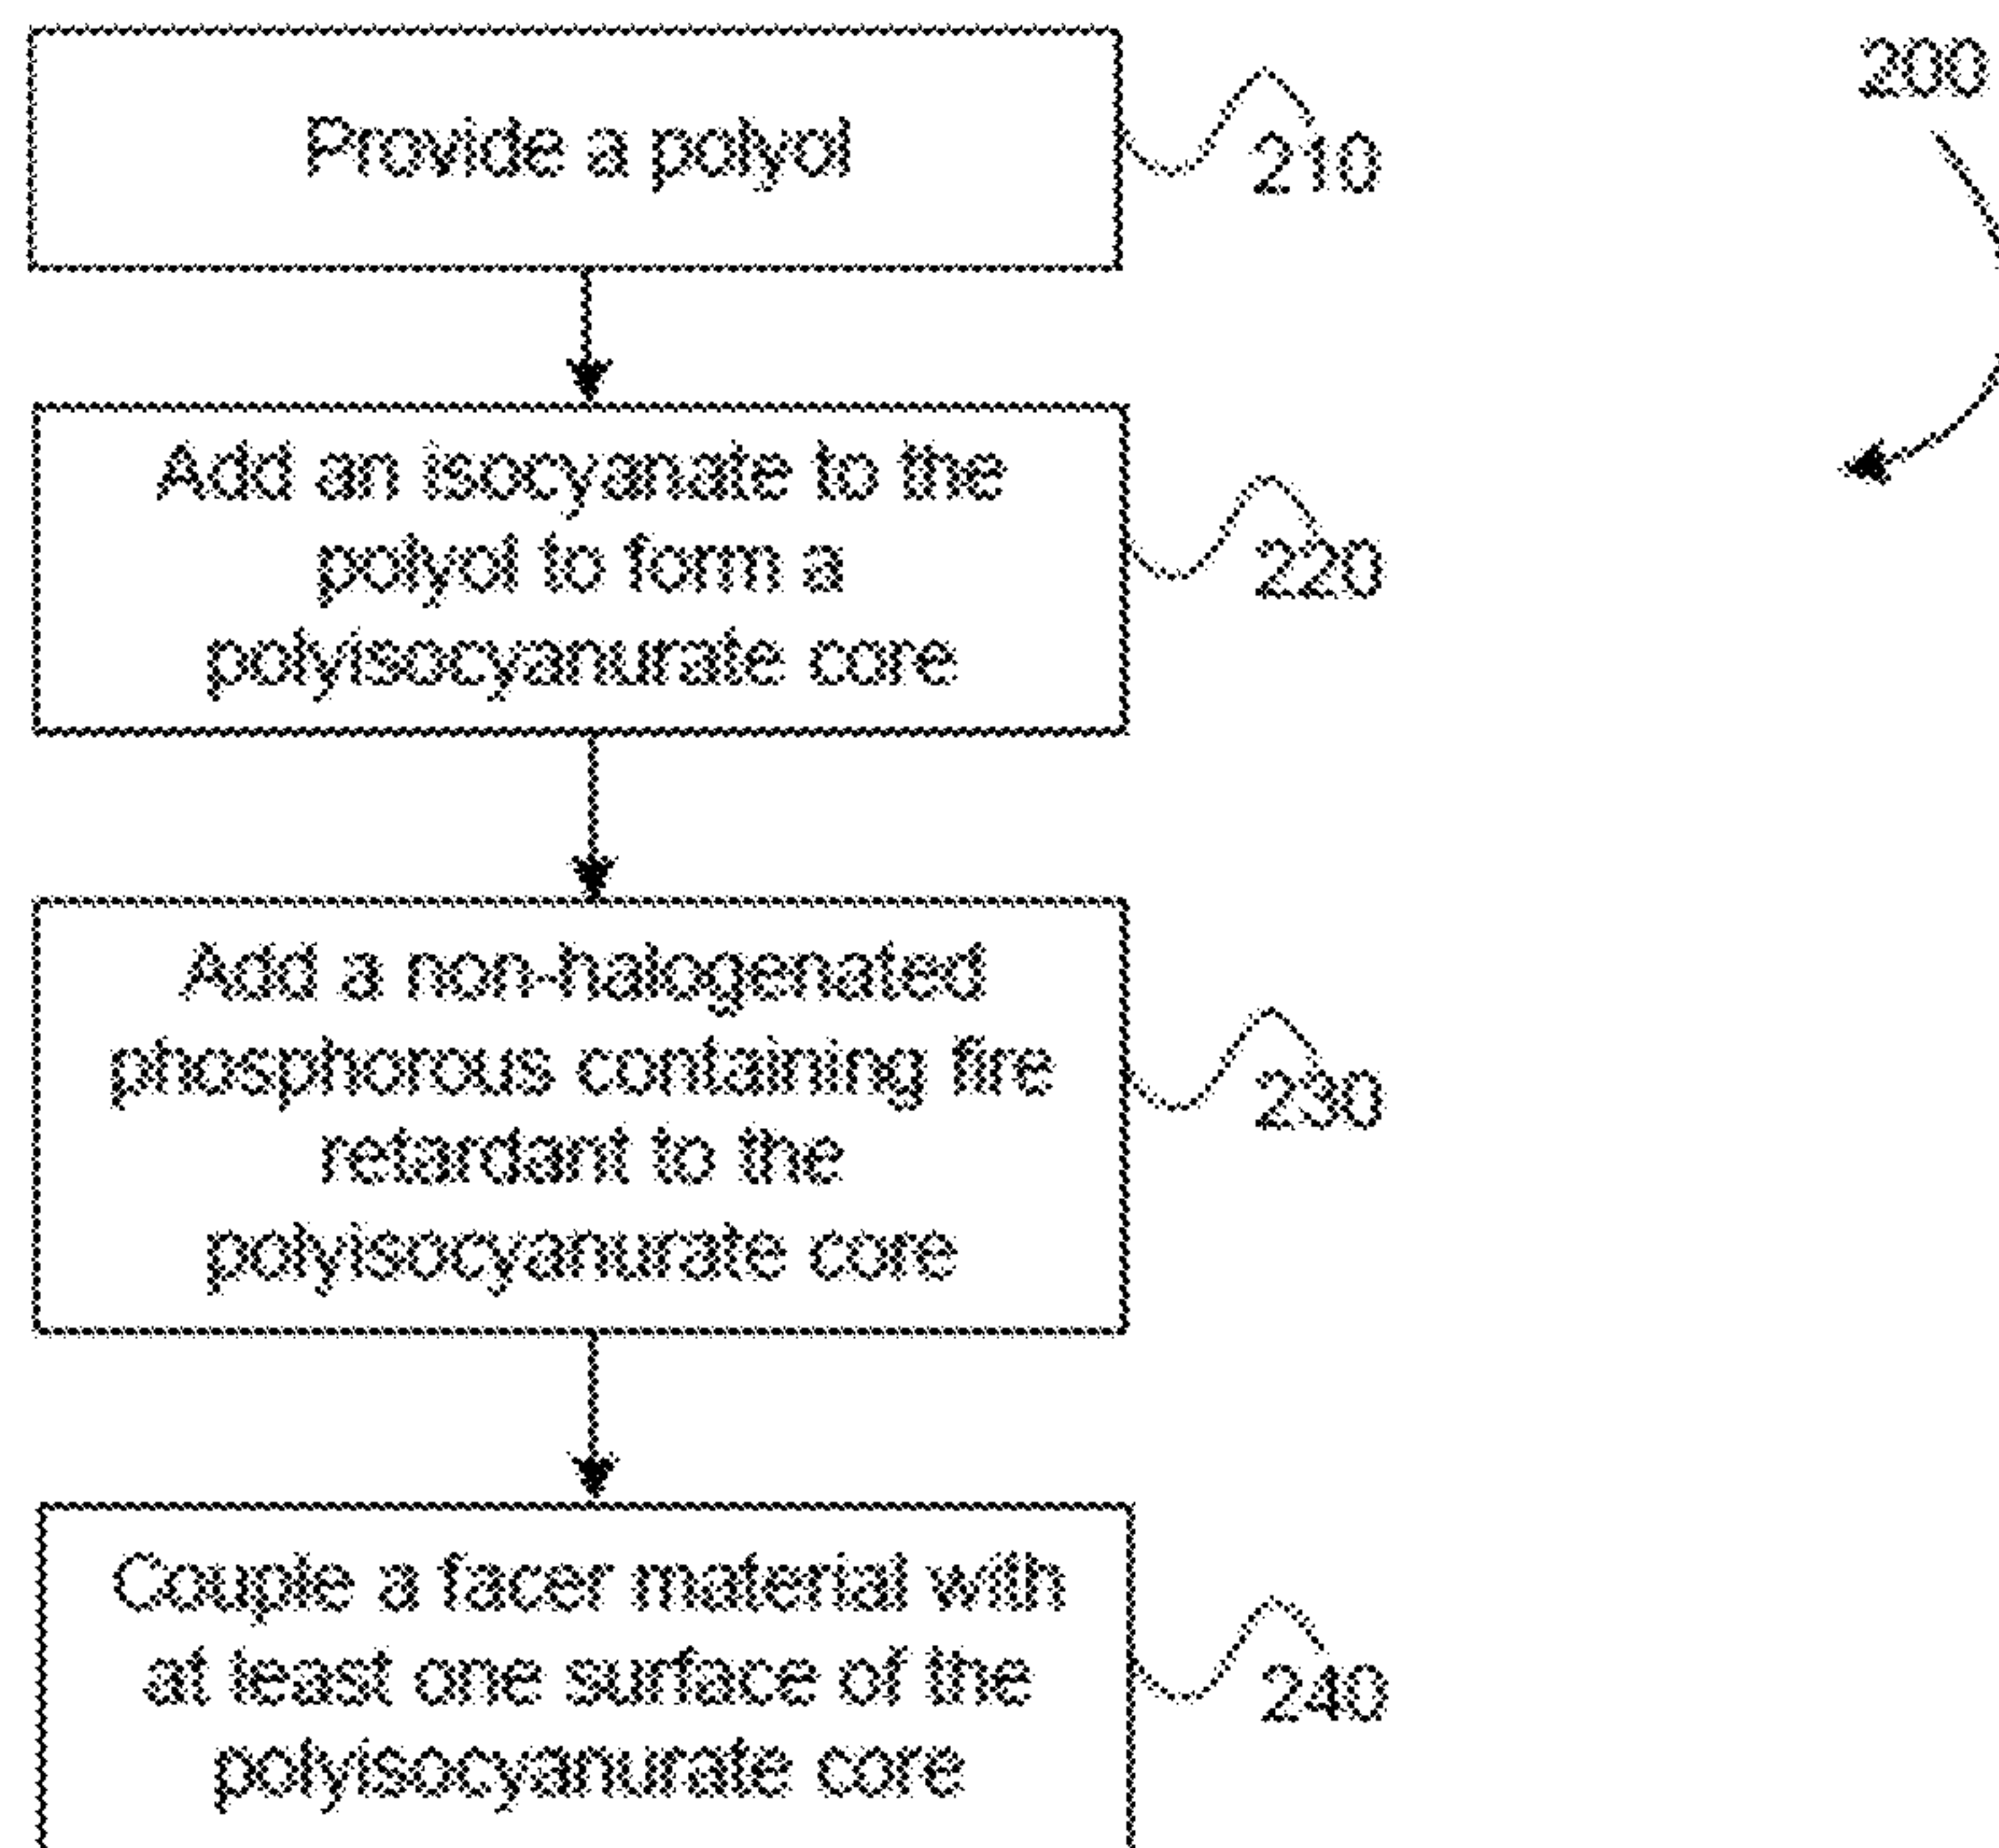 200
Provide a polyol
210
Add an isocyanate to the
polyol to form a
polyisocyanurate core
220
Add a non-halogenated
phosphorous containing fire
retardant to the
polyisocyanurate core
230
Couple a facer material with
at least one surface of the
polyisocyanurate core
240